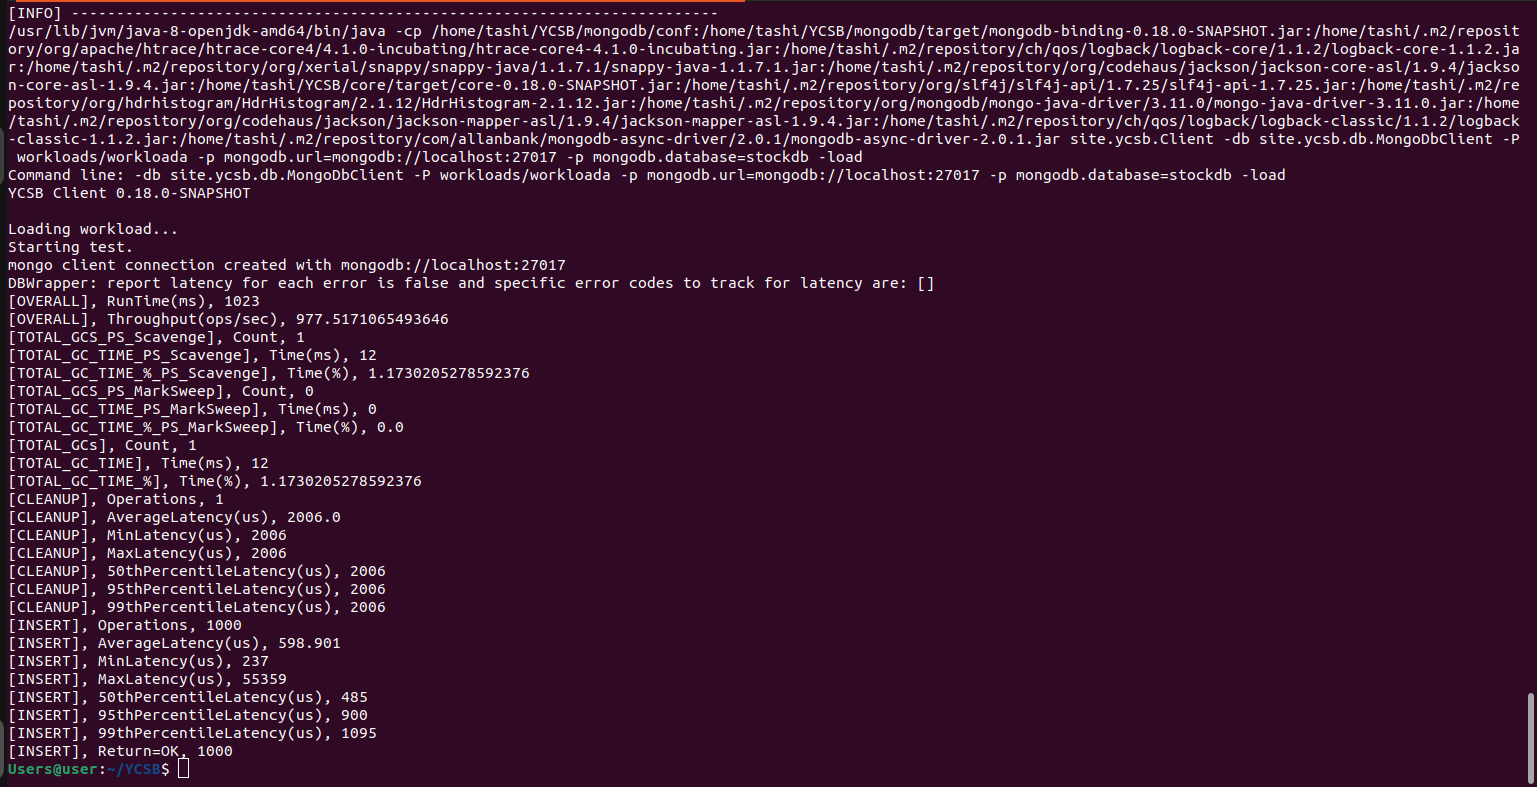 [INFO] ------------------------------------------------------------------------
/usr/lib/jvm/java-8-openjdk-amd64/bin/java -cp /home/tashi/YCSB/mongodb/conf:/home/tashi/YCSB/mongodb/target/mongodb-binding-0.18.0-SNAPSHOT.jar:/home/tashi/.m2/reposit
ory/org/apache/htrace/htrace-core4/4.1.0-incubating/htrace-core4-4.1.0-incubating.jar:/home/tashi/.m2/repository/ch/qos/logback/logback-core/1.1.2/logback-core-1.1.2.ja
r:/home/tashi/.m2/repository/org/xerial/snappy/snappy-java/1.1.7.1/snappy-java-1.1.7.1.jar:/home/tashi/.m2/repository/org/codehaus/jackson/jackson-core-asl/1.9.4/jackso
n-core-asl-1.9.4.jar:/home/tashi/YCSB/core/target/core-0.18.0-SNAPSHOT.jar:/home/tashi/.m2/repository/org/slf4j/slf4j-api/1.7.25/slf4j-api-1.7.25.jar:/home/tashi/.m2/re
pository/org/hdrhistogram/HdrHistogram/2.1.12/HdrHistogram-2.1.12.jar:/home/tashi/.m2/repository/org/mongodb/mongo-java-driver/3.11.0/mongo-java-driver-3.11.0.jar:/home
/tashi/.m2/repository/org/codehaus/jackson/jackson-mapper-asl/1.9.4/jackson-mapper-asl-1.9.4.jar:/home/tashi/.m2/repository/ch/qos/logback/logback-classic/1.1.2/logback
-classic-1.1.2.jar:/home/tashi/.m2/repository/com/allanbank/mongodb-async-driver/2.0.1/mongodb-async-driver-2.0.1.jar site.ycsb.Client -db site.ycsb.db.MongoDbClient -P
 workloads/workloada -p mongodb.url=mongodb://localhost:27017 -p mongodb.database=stockdb -load
Command line: -db site.ycsb.db.MongoDbClient -P workloads/workloada -p mongodb.url=mongodb://localhost:27017 -p mongodb.database=stockdb -load
YCSB Client 0.18.0-SNAPSHOT

Loading workload...
Starting test.
mongo client connection created with mongodb://localhost:27017
DBWrapper: report latency for each error is false and specific error codes to track for latency are: []
[OVERALL], RunTime(ms), 1023
[OVERALL], Throughput(ops/sec), 977.5171065493646
[TOTAL_GCS_PS_Scavenge], Count, 1
[TOTAL_GC_TIME_PS_Scavenge], Time(ms), 12
[TOTAL_GC_TIME_%_PS_Scavenge], Time(%), 1.1730205278592376
[TOTAL_GCS_PS_MarkSweep], Count, 0
[TOTAL_GC_TIME_PS_MarkSweep], Time(ms), 0
[TOTAL_GC_TIME_%_PS_MarkSweep], Time(%), 0.0
[TOTAL_GCs], Count, 1
[TOTAL_GC_TIME], Time(ms), 12
[TOTAL_GC_TIME_%], Time(%), 1.1730205278592376
[CLEANUP], Operations, 1
[CLEANUP], AverageLatency(us), 2006.0
[CLEANUP], MinLatency(us), 2006
[CLEANUP], MaxLatency(us), 2006
[CLEANUP], 50thPercentileLatency(us), 2006
[CLEANUP], 95thPercentileLatency(us), 2006
[CLEANUP], 99thPercentileLatency(us), 2006
[INSERT], Operations, 1000
[INSERT], AverageLatency(us), 598.901
[INSERT], MinLatency(us), 237
[INSERT], MaxLatency(us), 55359
[INSERT], 50thPercentileLatency(us), 485
[INSERT], 95thPercentileLatency(us), 900
[INSERT], 99thPercentileLatency(us), 1095
[INSERT], Return=OK, 1000
Users@user:~/YCSB$